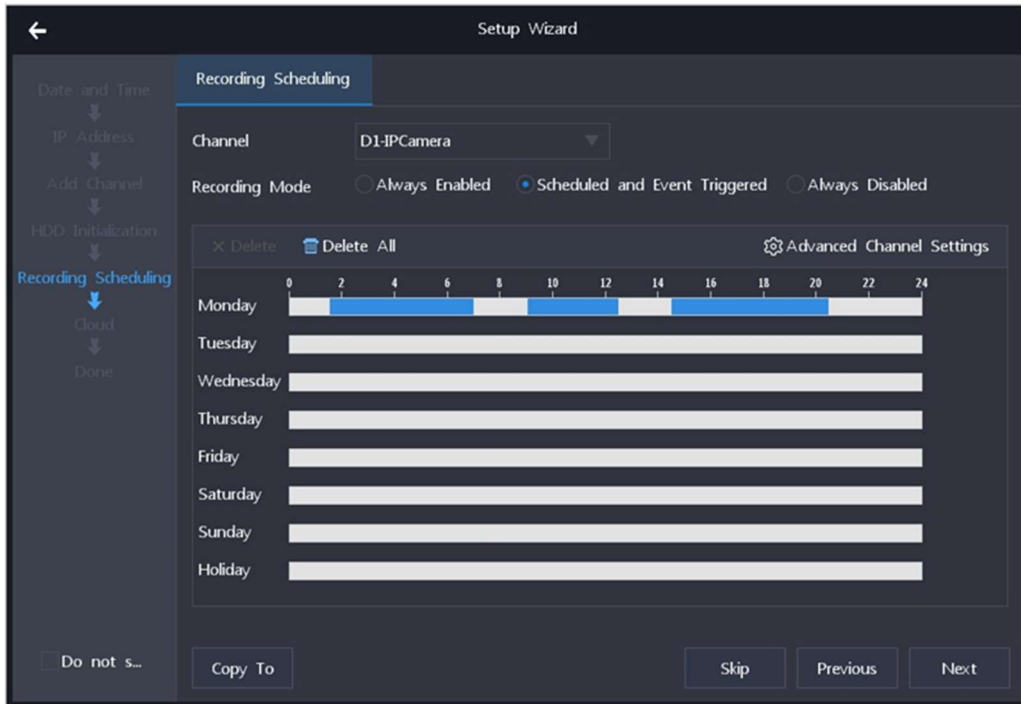 Setup Wizard
Date and Time
IP Address
Add Channel
HDD Initialization
Recording Scheduling
Cloud
Done
Do not s...
Recording Scheduling
Channel D1-IPCamera
Recording Mode Always Enabled Scheduled and Event Triggered Always Disabled
Delete Delete All Advanced Channel Settings
0 2 4 6 8 10 12 14 16 18 20 22 24
Monday
Tuesday
Wednesday
Thursday
Friday
Saturday
Sunday
Holiday
Copy To Skip Previous Next